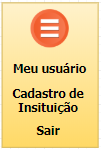 Meu usuário
Cadastro de
Insituição
Sair